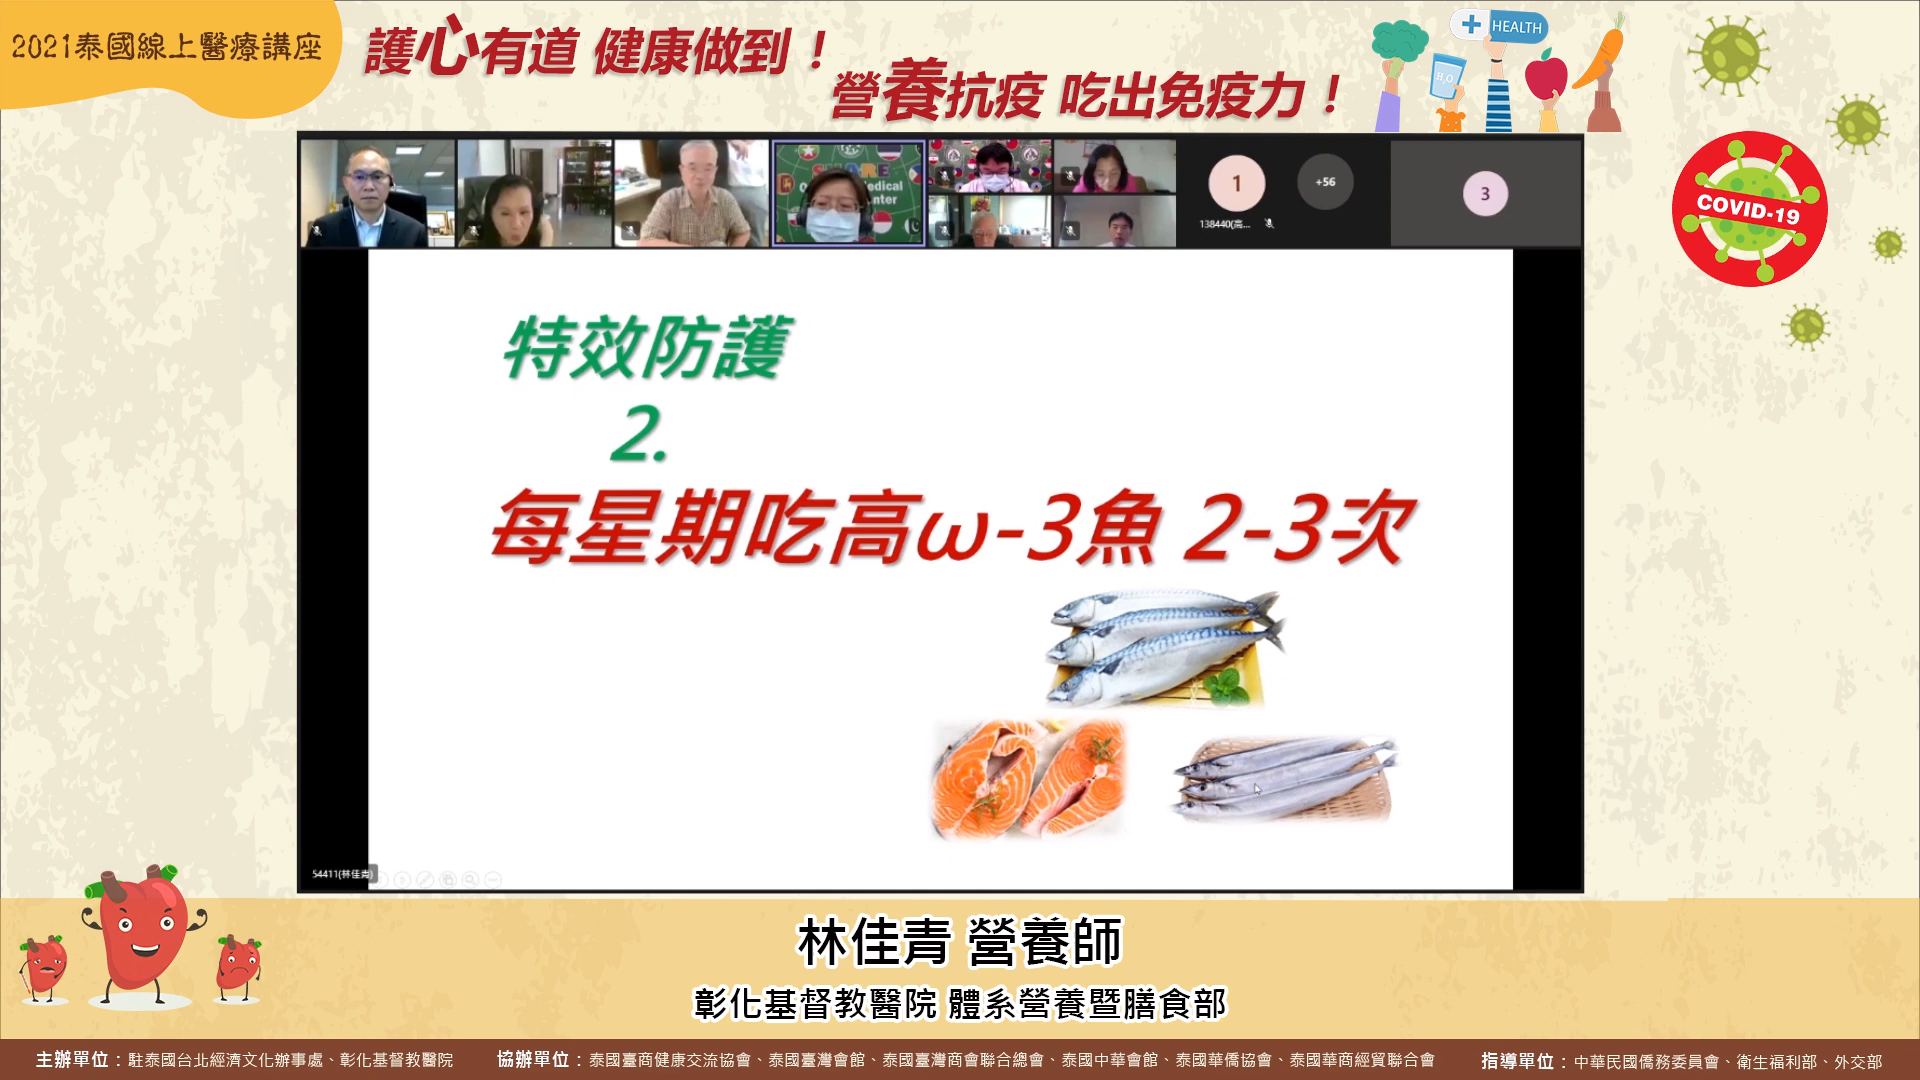 2021泰國線上醫療講座
護心有道 健康做到！
營養抗疫 吃出免疫力！
HEALTH
H₂O
COVID-19
1
+56
3
138440(高...
特效防護
2.
每星期吃高ω-3魚 2-3次
54411(林佳青)
林佳青 營養師
彰化基督教醫院 體系營養暨膳食部
主辦單位：駐泰國台北經濟文化辦事處、彰化基督教醫院
協辦單位：泰國臺商健康交流協會、泰國臺灣會館、泰國臺灣商會聯合總會、泰國中華會館、泰國華僑協會、泰國華商經貿聯合會
指導單位：中華民國僑務委員會、衛生福利部、外交部